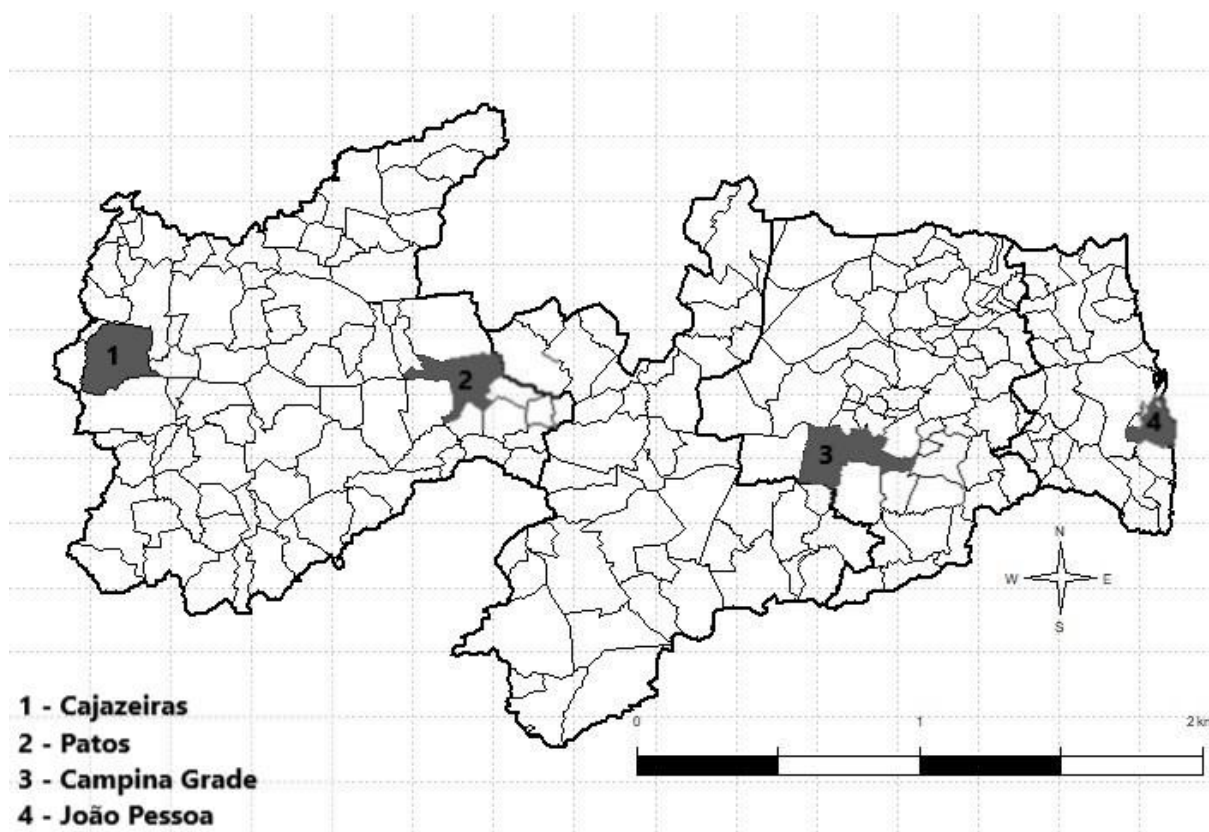 1
2
3
4
N
W E
S
0 1 2 km
1 - Cajazeiras
2 - Patos
3 - Campina Grade
4 - João Pessoa